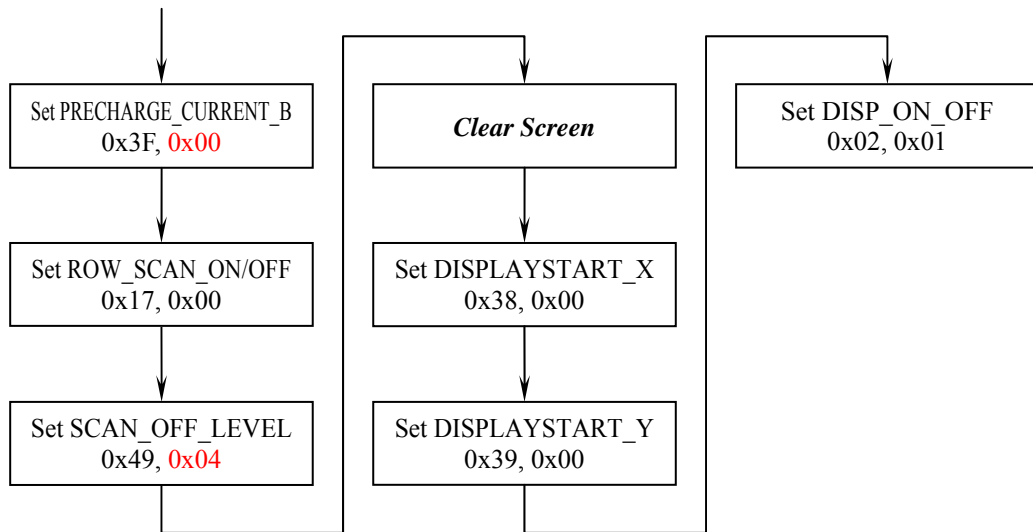 Set PRECHARGE_CURRENT_B
0x3F, 0x00
Set ROW_SCAN_ON/OFF
0x17, 0x00
Set SCAN_OFF_LEVEL
0x49, 0x04
Clear Screen
Set DISPLAYSTART_X
0x38, 0x00
Set DISPLAYSTART_Y
0x39, 0x00
Set DISP_ON_OFF
0x02, 0x01